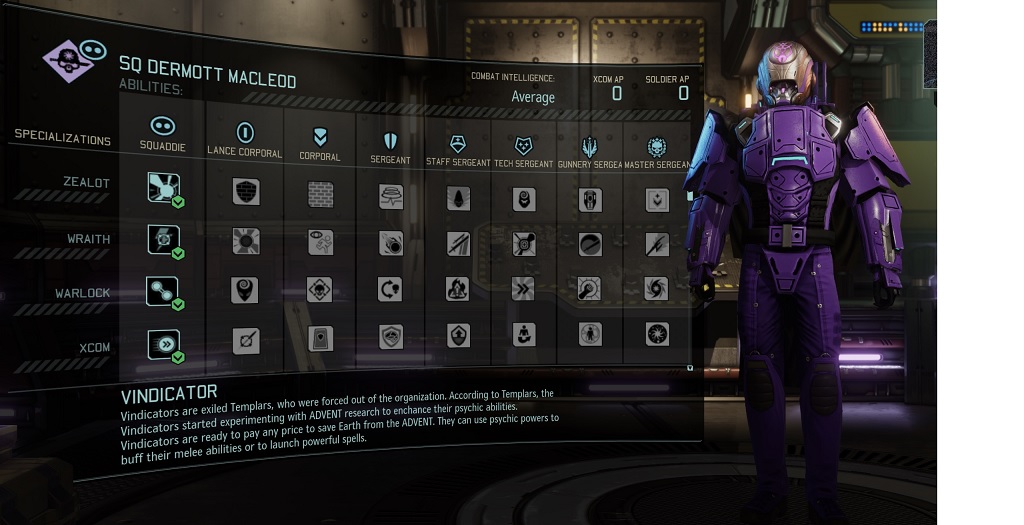 SQ DERMOTT MACLEOD
ABILITIES:
COMBAT INTELLIGENCE:
Average
XCOM AP
0
SOLDIER AP
0
SPECIALIZATIONS
SQUADDIE
LANCE CORPORAL
CORPORAL
SERGEANT
STAFF SERGEANT
TECH SERGEANT
GUNNERY SERGEA
MASTER SERGEAN
ZEALOT
WRAITH
WARLOCK
XCOM
VINDICATOR
Vindicators are exiled Templars, who were forced out of the organization. According to Templars, the
Vindicators started experimenting with ADVENT research to enchance their psychic abilities.
Vindicators are ready to pay any price to save Earth from the ADVENT. They can use psychic powers to
buff their melee abilities or to launch powerful spells.